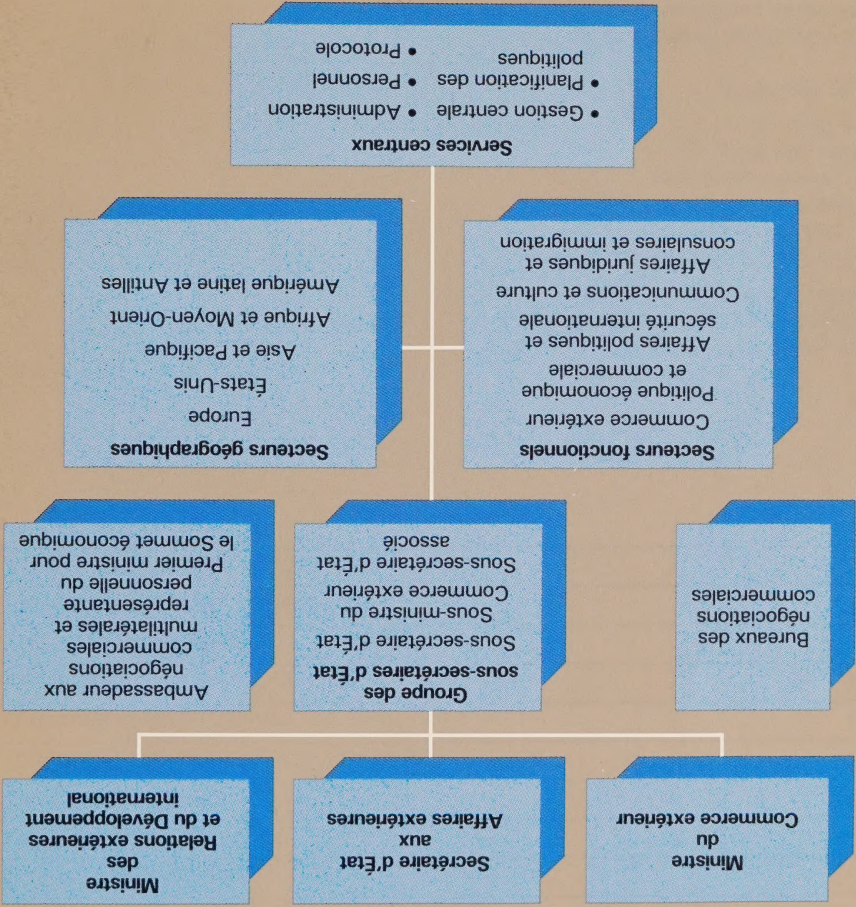 Ministre
du
Commerce extérieur
Secrétaire d'État
aux
Affaires extérieures
Ministre
des
Relations extérieures
et du Développement
international
Bureaux des
négociations
commerciales
Groupe des
sous-secrétaires d'État
Sous-secrétaire d'État
Sous-ministre du
Commerce extérieur
Sous-secrétaire d'État
associé
Ambassadeur aux
négociations
commerciales
multilatérales et
représentante
personnelle du
Premier ministre pour
le Sommet économique
Secteurs fonctionnels
Commerce extérieur
Politique économique
et commerciale
Affaires politiques et
sécurité internationale
Communications et culture
Affaires juridiques et
consulaires et immigration
Secteurs géographiques
Europe
États-Unis
Asie et Pacifique
Afrique et Moyen-Orient
Amérique latine et Antilles
Services centraux
• Gestion centrale
• Planification des
politiques
• Administration
• Personnel
• Protocole